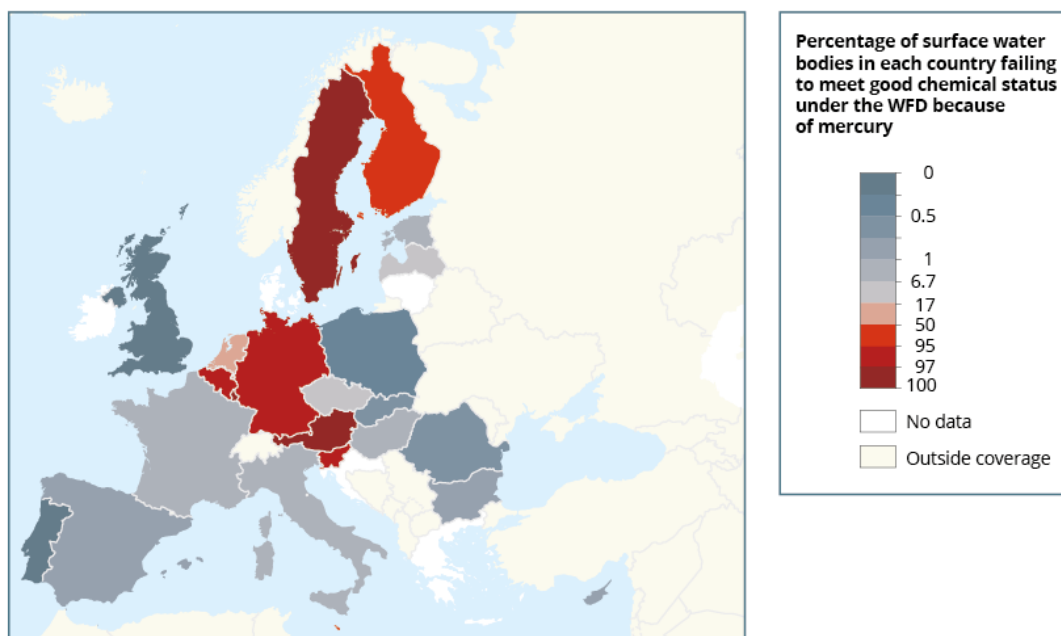 Percentage of surface water
bodies in each country failing
to meet good chemical status
under the WFD because
of mercury
0
0.5
1
6.7
17
50
95
97
100
No data
Outside coverage